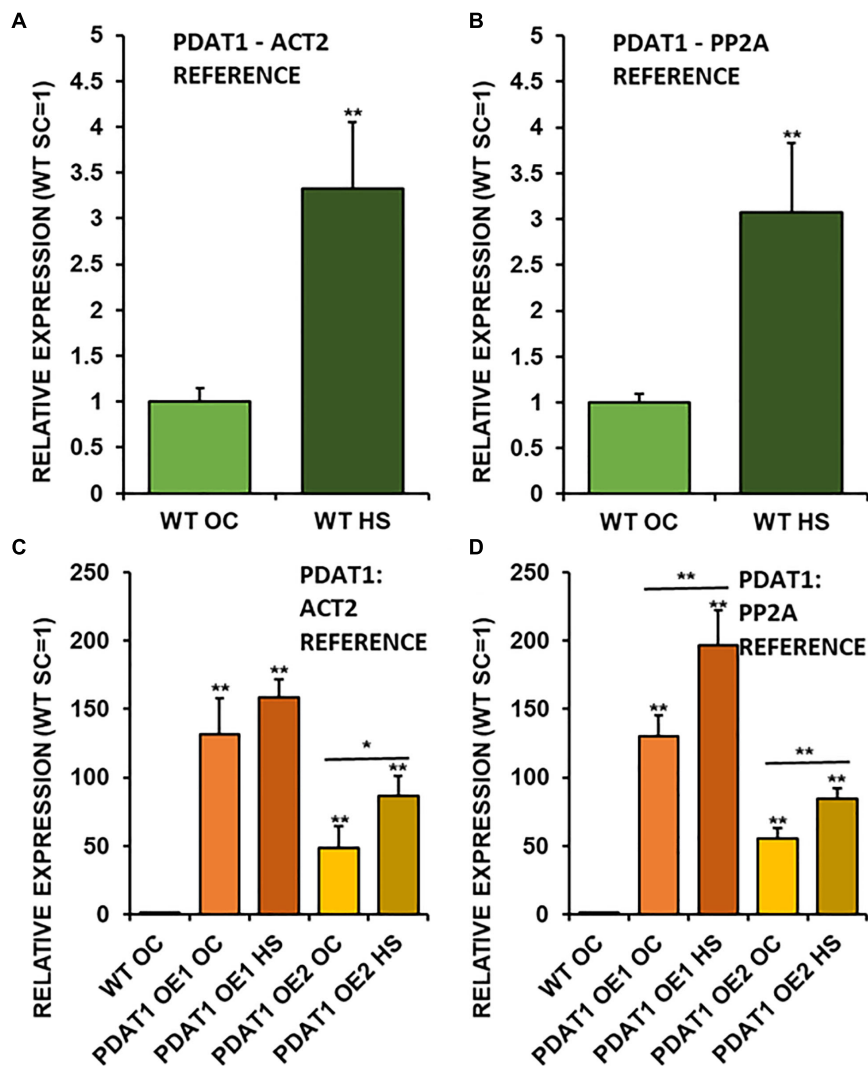 A
RELATIVE EXPRESSION (WT SC=1)
5
4.5
4
3.5
3
2.5
2
1.5
1
0.5
0
PDAT1 - ACT2
REFERENCE
**
WT OC
WT HS
B
RELATIVE EXPRESSION (WT SC=1)
5
4.5
4
3.5
3
2.5
2
1.5
1
0.5
0
PDAT1 - PP2A
REFERENCE
**
WT OC
WT HS
C
RELATIVE EXPRESSION (WT SC=1)
250
200
150
100
50
0
PDAT1:
ACT2
REFERENCE
**
**
*
**
**
WT OC
PDAT1 OE1 OC
PDAT1 OE1 HS
PDAT1 OE2 OC
PDAT1 OE2 HS
D
RELATIVE EXPRESSION (WT SC=1)
250
200
150
100
50
0
PDAT1:
PP2A
REFERENCE
**
**
**
**
**
**
WT OC
PDAT1 OE1 OC
PDAT1 OE1 HS
PDAT1 OE2 OC
PDAT1 OE2 HS